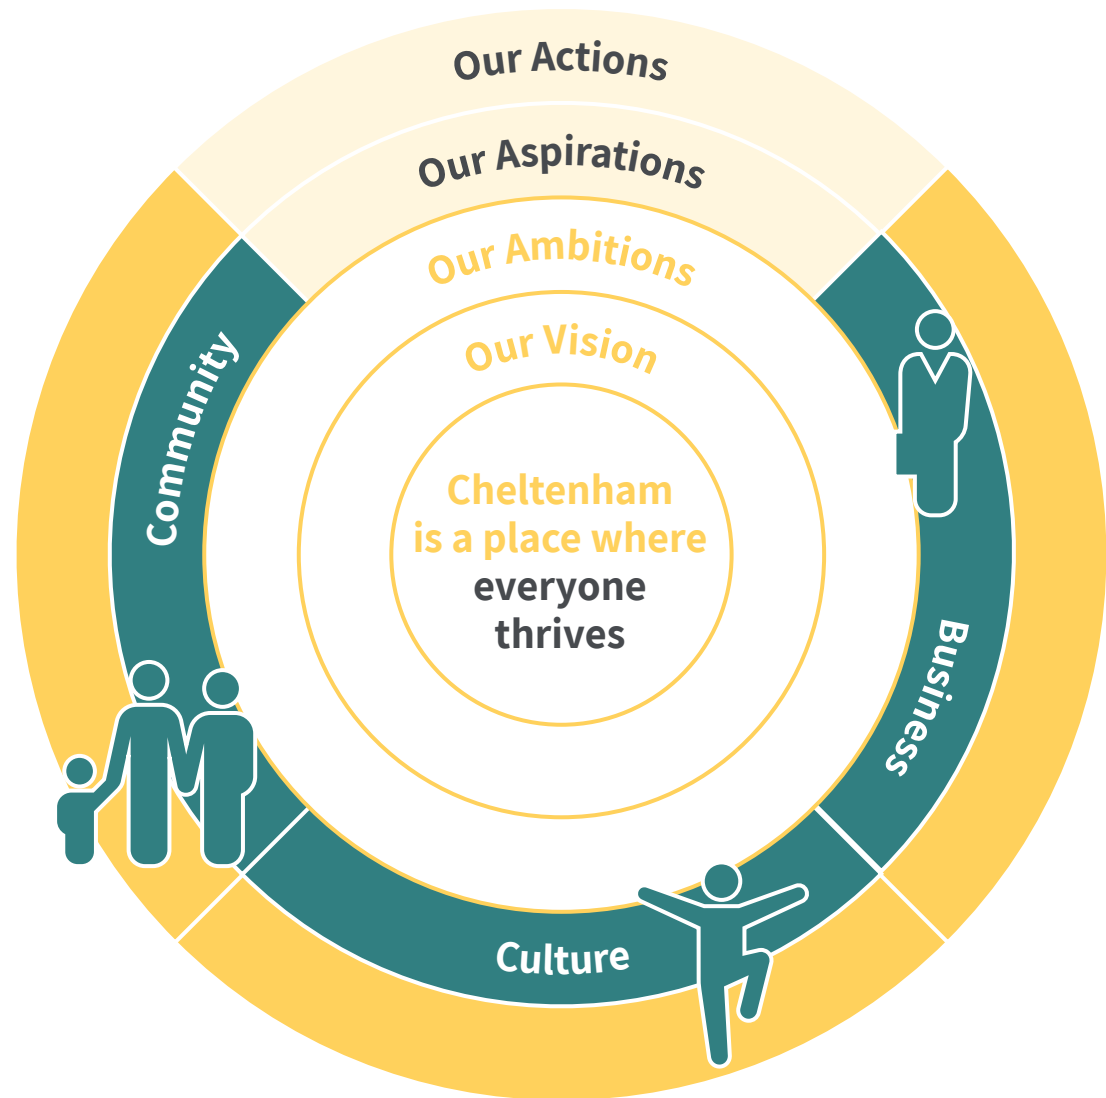 Our Actions
Our Aspirations
Our Ambitions
Our Vision
Cheltenham
is a place where
everyone
thrives
Community
Business
Culture